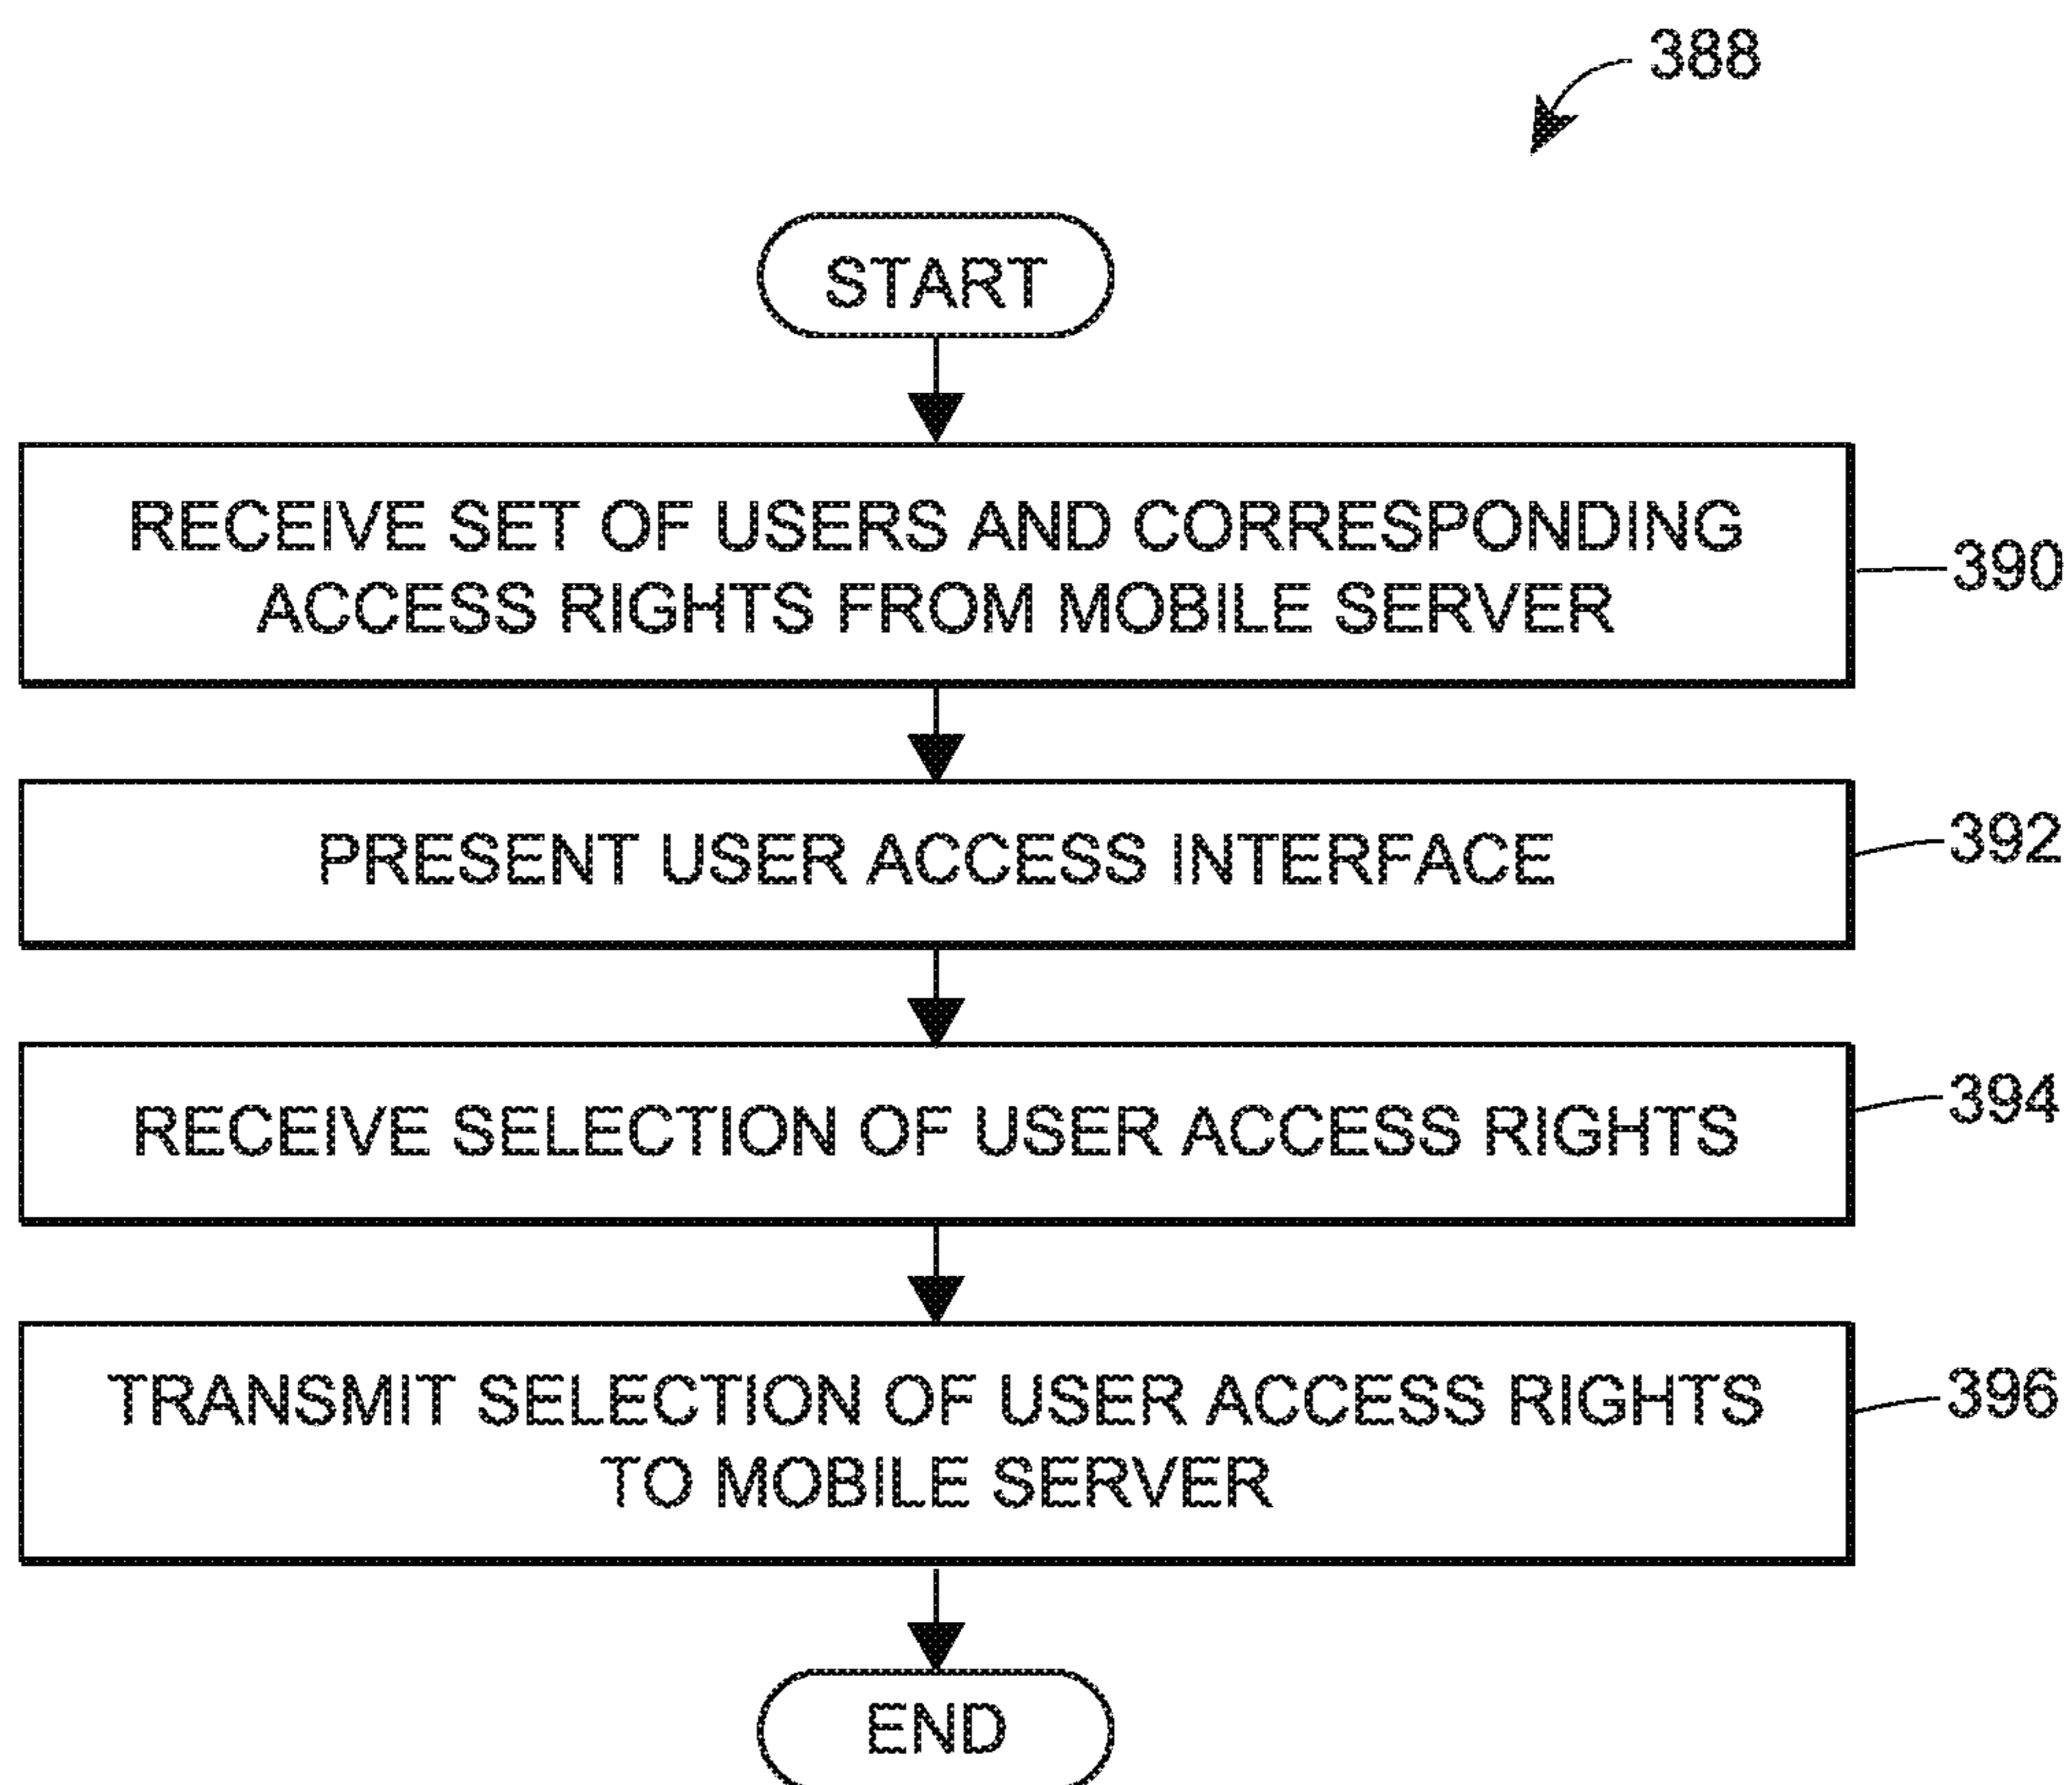 388
START
RECEIVE SET OF USERS AND CORRESPONDING
ACCESS RIGHTS FROM MOBILE SERVER
390
PRESENT USER ACCESS INTERFACE
392
RECEIVE SELECTION OF USER ACCESS RIGHTS
394
TRANSMIT SELECTION OF USER ACCESS RIGHTS
TO MOBILE SERVER
396
END